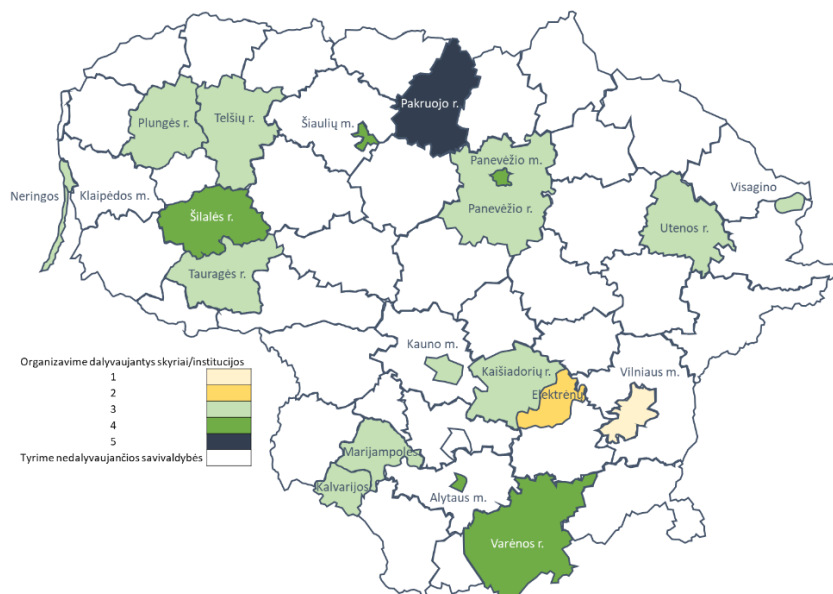 Pakruojo r.
Plungės r.
Telšių r.
Šiaulių m.
Panevėžio m.
Neringos
Klaipėdos m.
Visagino
Šilalės r.
Panevėžio r.
Utenos r.
Tauragės r.
Kauno m.
Organizavime dalyvaujantys skyriai/institucijos
Kaišiadorių r.
Vilniaus m.
1
2
Elektrėnų
3
4
5
Marijampolės
Tyrime nedalyvaujančios savivaldybės
Kalvarijos
Alytaus m.
Varėnos r.